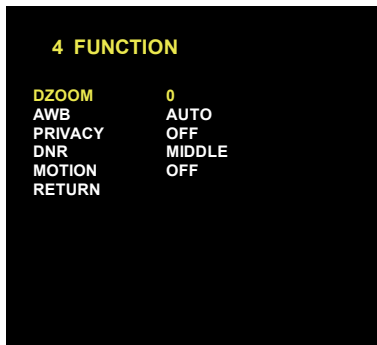 4 FUNCTION
DZOOM 0
AWB AUTO
PRIVACY OFF
DNR MIDDLE
MOTION OFF
RETURN